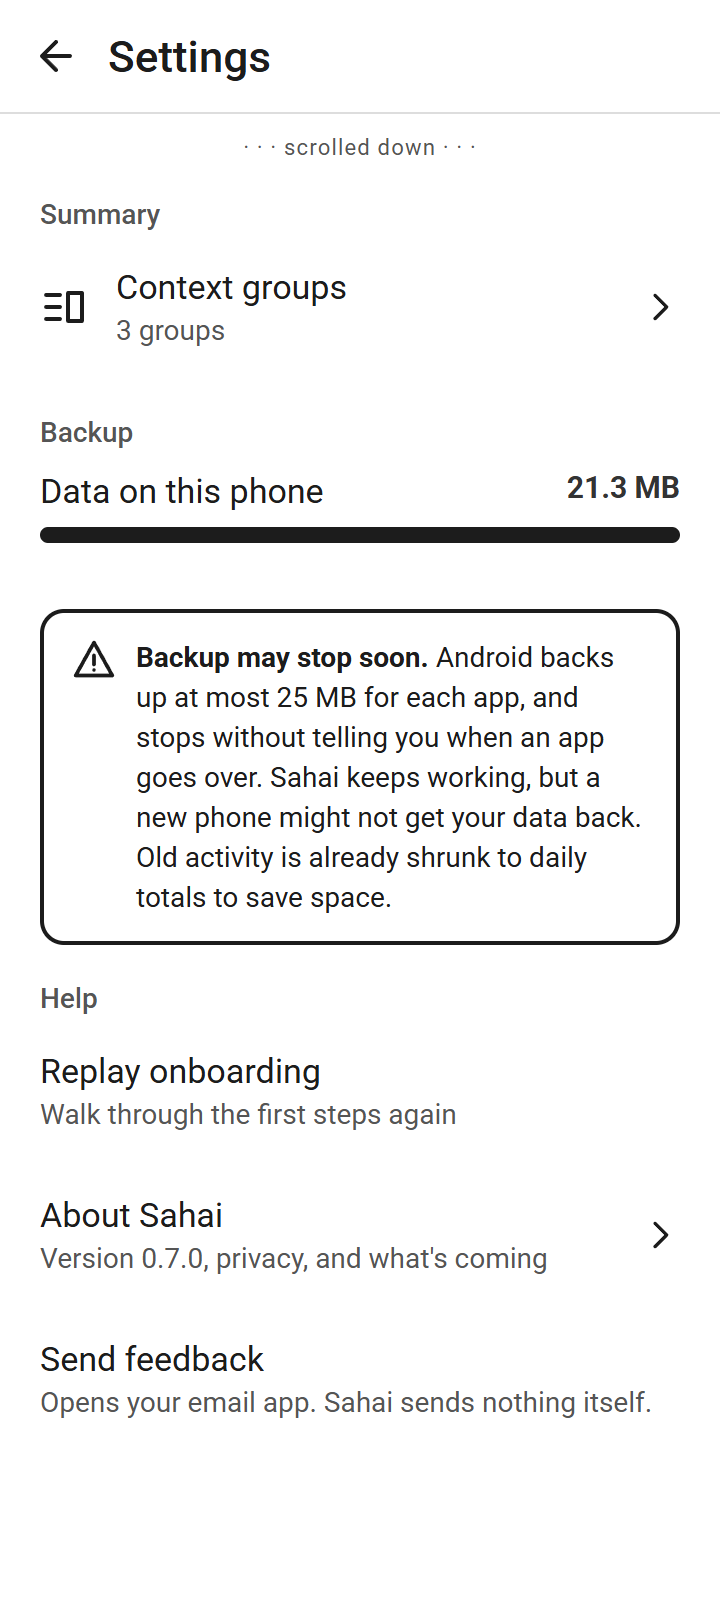 Settings
· · · scrolled down · · ·
Summary
Context groups
3 groups
Backup
Data on this phone
21.3 MB
Backup may stop soon. Android backs
up at most 25 MB for each app, and
stops without telling you when an app
goes over. Sahai keeps working, but a
new phone might not get your data back.
Old activity is already shrunk to daily
totals to save space.
Help
Replay onboarding
Walk through the first steps again
About Sahai
Version 0.7.0, privacy, and what's coming
Send feedback
Opens your email app. Sahai sends nothing itself.